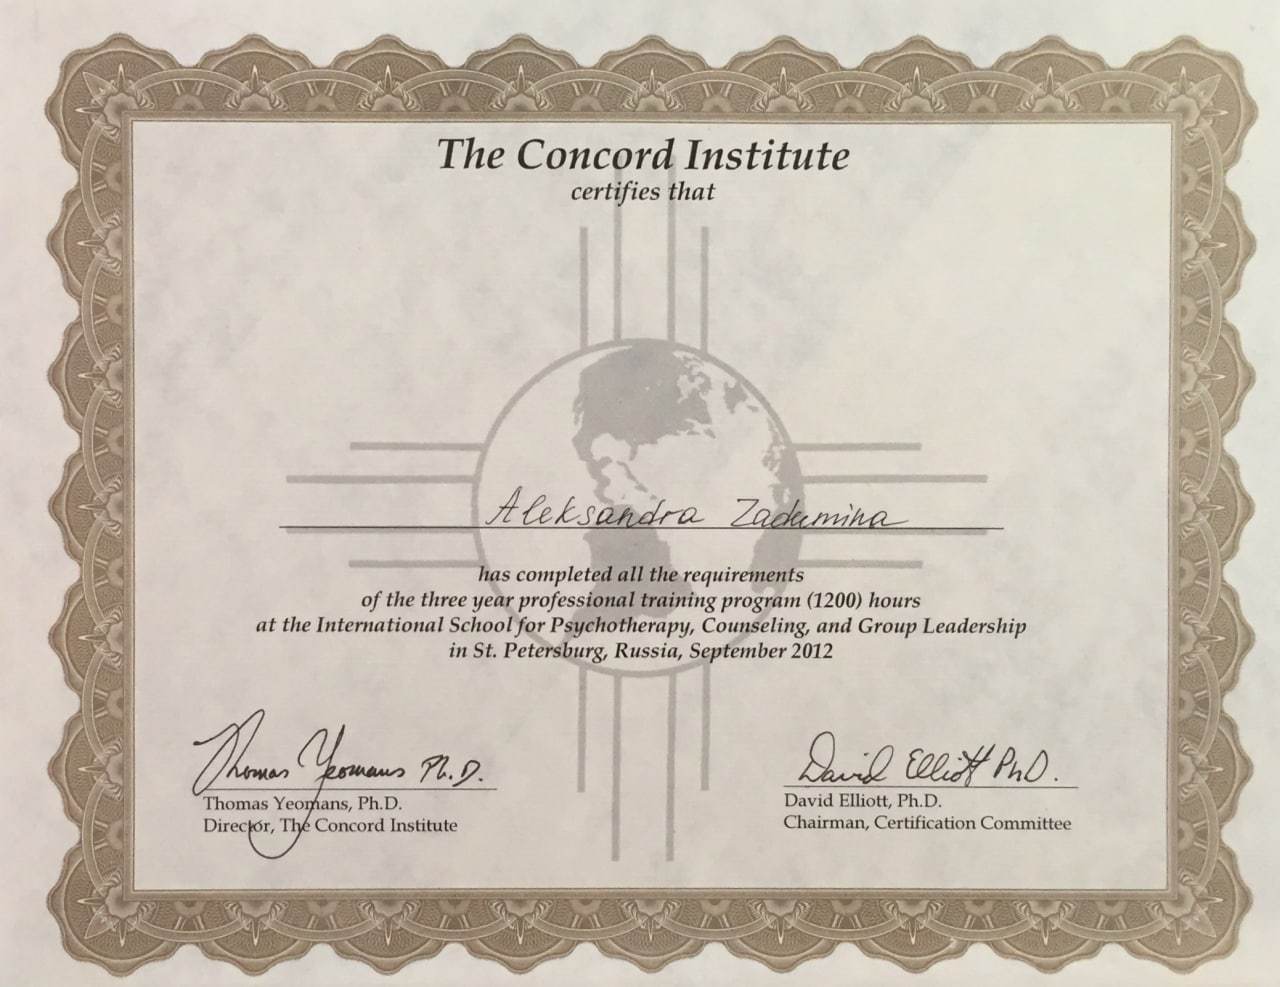 The Concord Institute
certifies that
Aleksandra Zadumina
has completed all the requirements
of the three year professional training program (1200) hours
at the International School for Psychotherapy, Counseling, and Group Leadership
in St. Petersburg, Russia, September 2012
Thomas Yeomans Ph.D.
Thomas Yeomans, Ph.D.
Director, The Concord Institute
David Elliott PhD.
David Elliott, Ph.D.
Chairman, Certification Committee